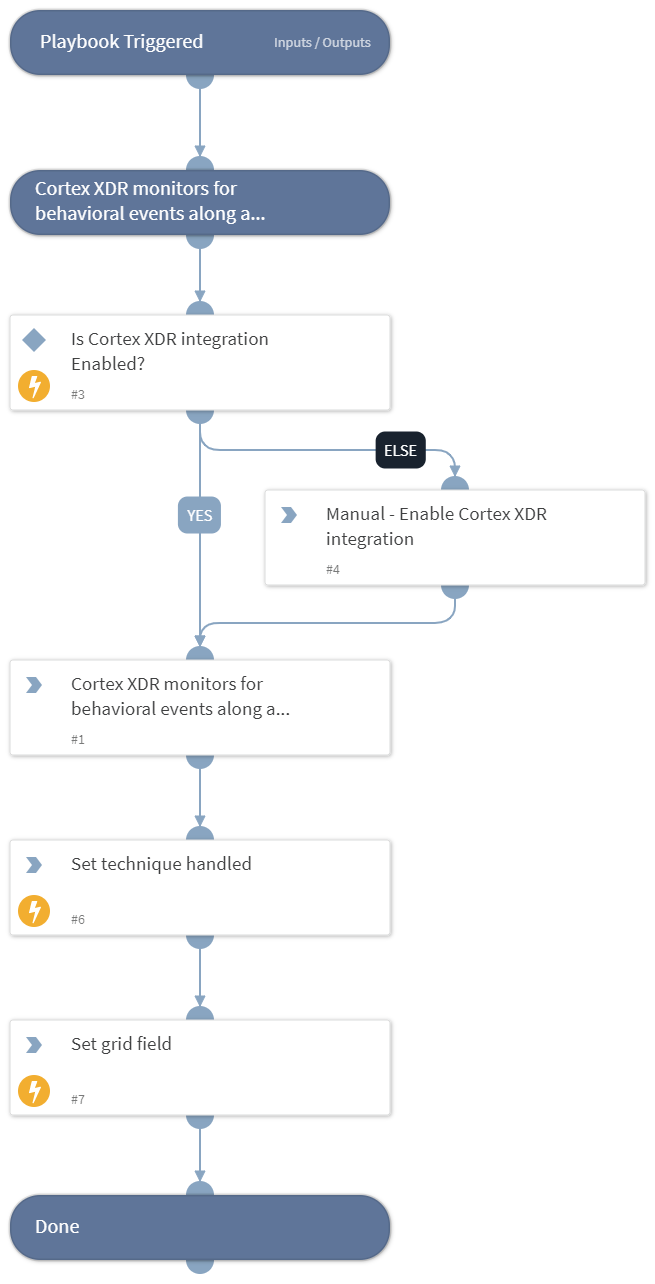 Playbook Triggered
Inputs / Outputs
Cortex XDR monitors for
behavioral events along a...
Is Cortex XDR integration
Enabled?
#3
ELSE
YES
Manual - Enable Cortex XDR
integration
#4
Cortex XDR monitors for
behavioral events along a...
#1
Set technique handled
#6
Set grid field
#7
Done